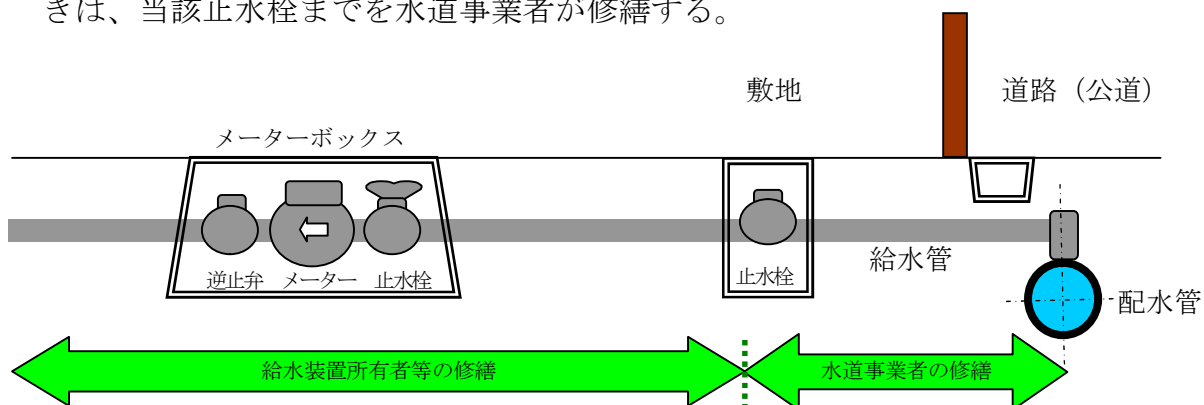 きは、当該止水栓までを水道事業者が修繕する。
敷地
道路（公道）
メーターボックス
逆止弁
メーター
止水栓
止水栓
給水管
配水管
給水装置所有者等の修繕
水道事業者の修繕